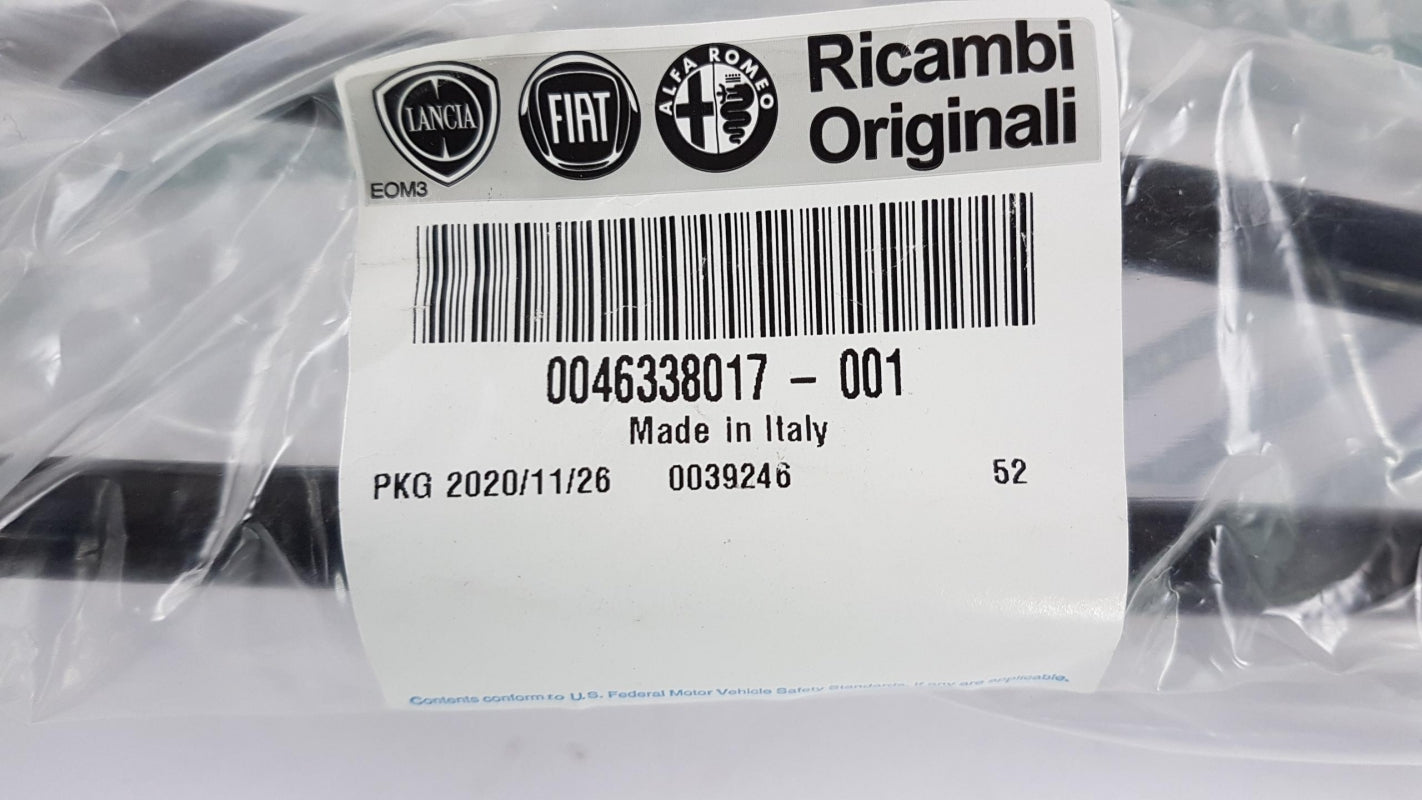 LANCIA
FIAT
ALFA ROMEO
Ricambi
Originali
EOM3
0046338017 - 001
Made in Italy
PKG 2020/11/26 0039246 52
Contents conform to U.S. Federal Motor Vehicle Safety Standards, if any are applicable.